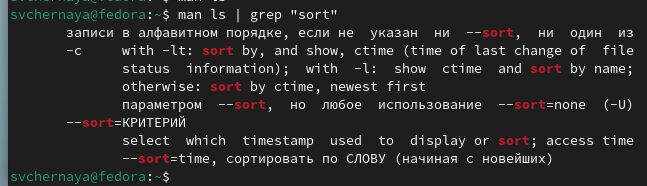 svchernaya@fedora:~$ man ls | grep "sort"
записи в алфавитном порядке, если не указан ни --sort, ни один из
-c with -lt: sort by, and show, ctime (time of last change of file
status information); with -l: show ctime and sort by name;
otherwise: sort by ctime, newest first
параметром --sort, но любое использование --sort=none (-U)
--sort=КРИТЕРИЙ
select which timestamp used to display or sort; access time
--sort=time, сортировать по СЛОВУ (начиная с новейших)
svchernaya@fedora:~$